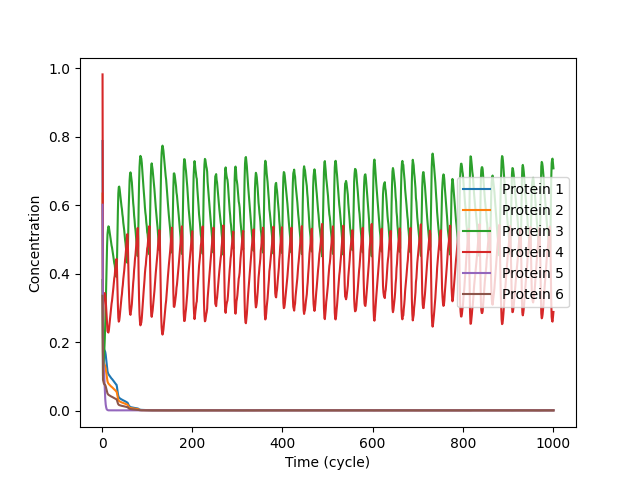 1.0
0.8
0.6
0.4
0.2
0.0
Concentration
0
200
400
600
800
1000
Time (cycle)
Protein 1
Protein 2
Protein 3
Protein 4
Protein 5
Protein 6